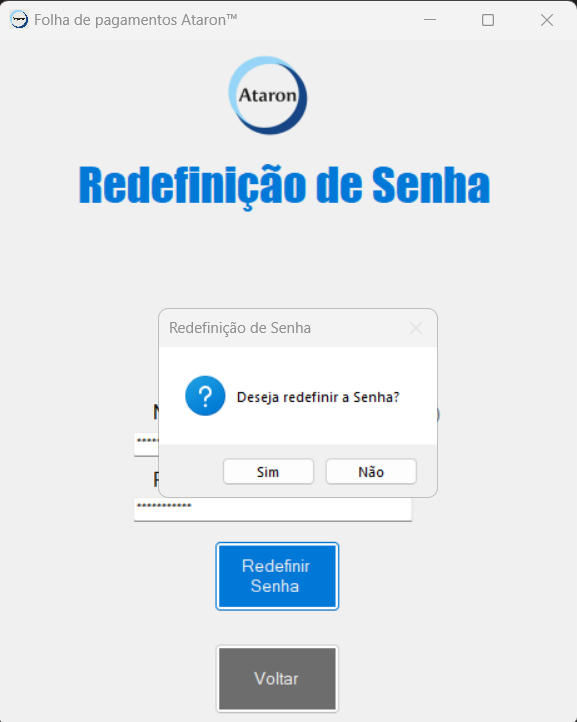 Folha de pagamentos Ataron™
Ataron
Redefinição de Senha
Redefinição de Senha
?
Deseja redefinir a Senha?
Sim
Não
***********
Redefinir
Senha
Voltar